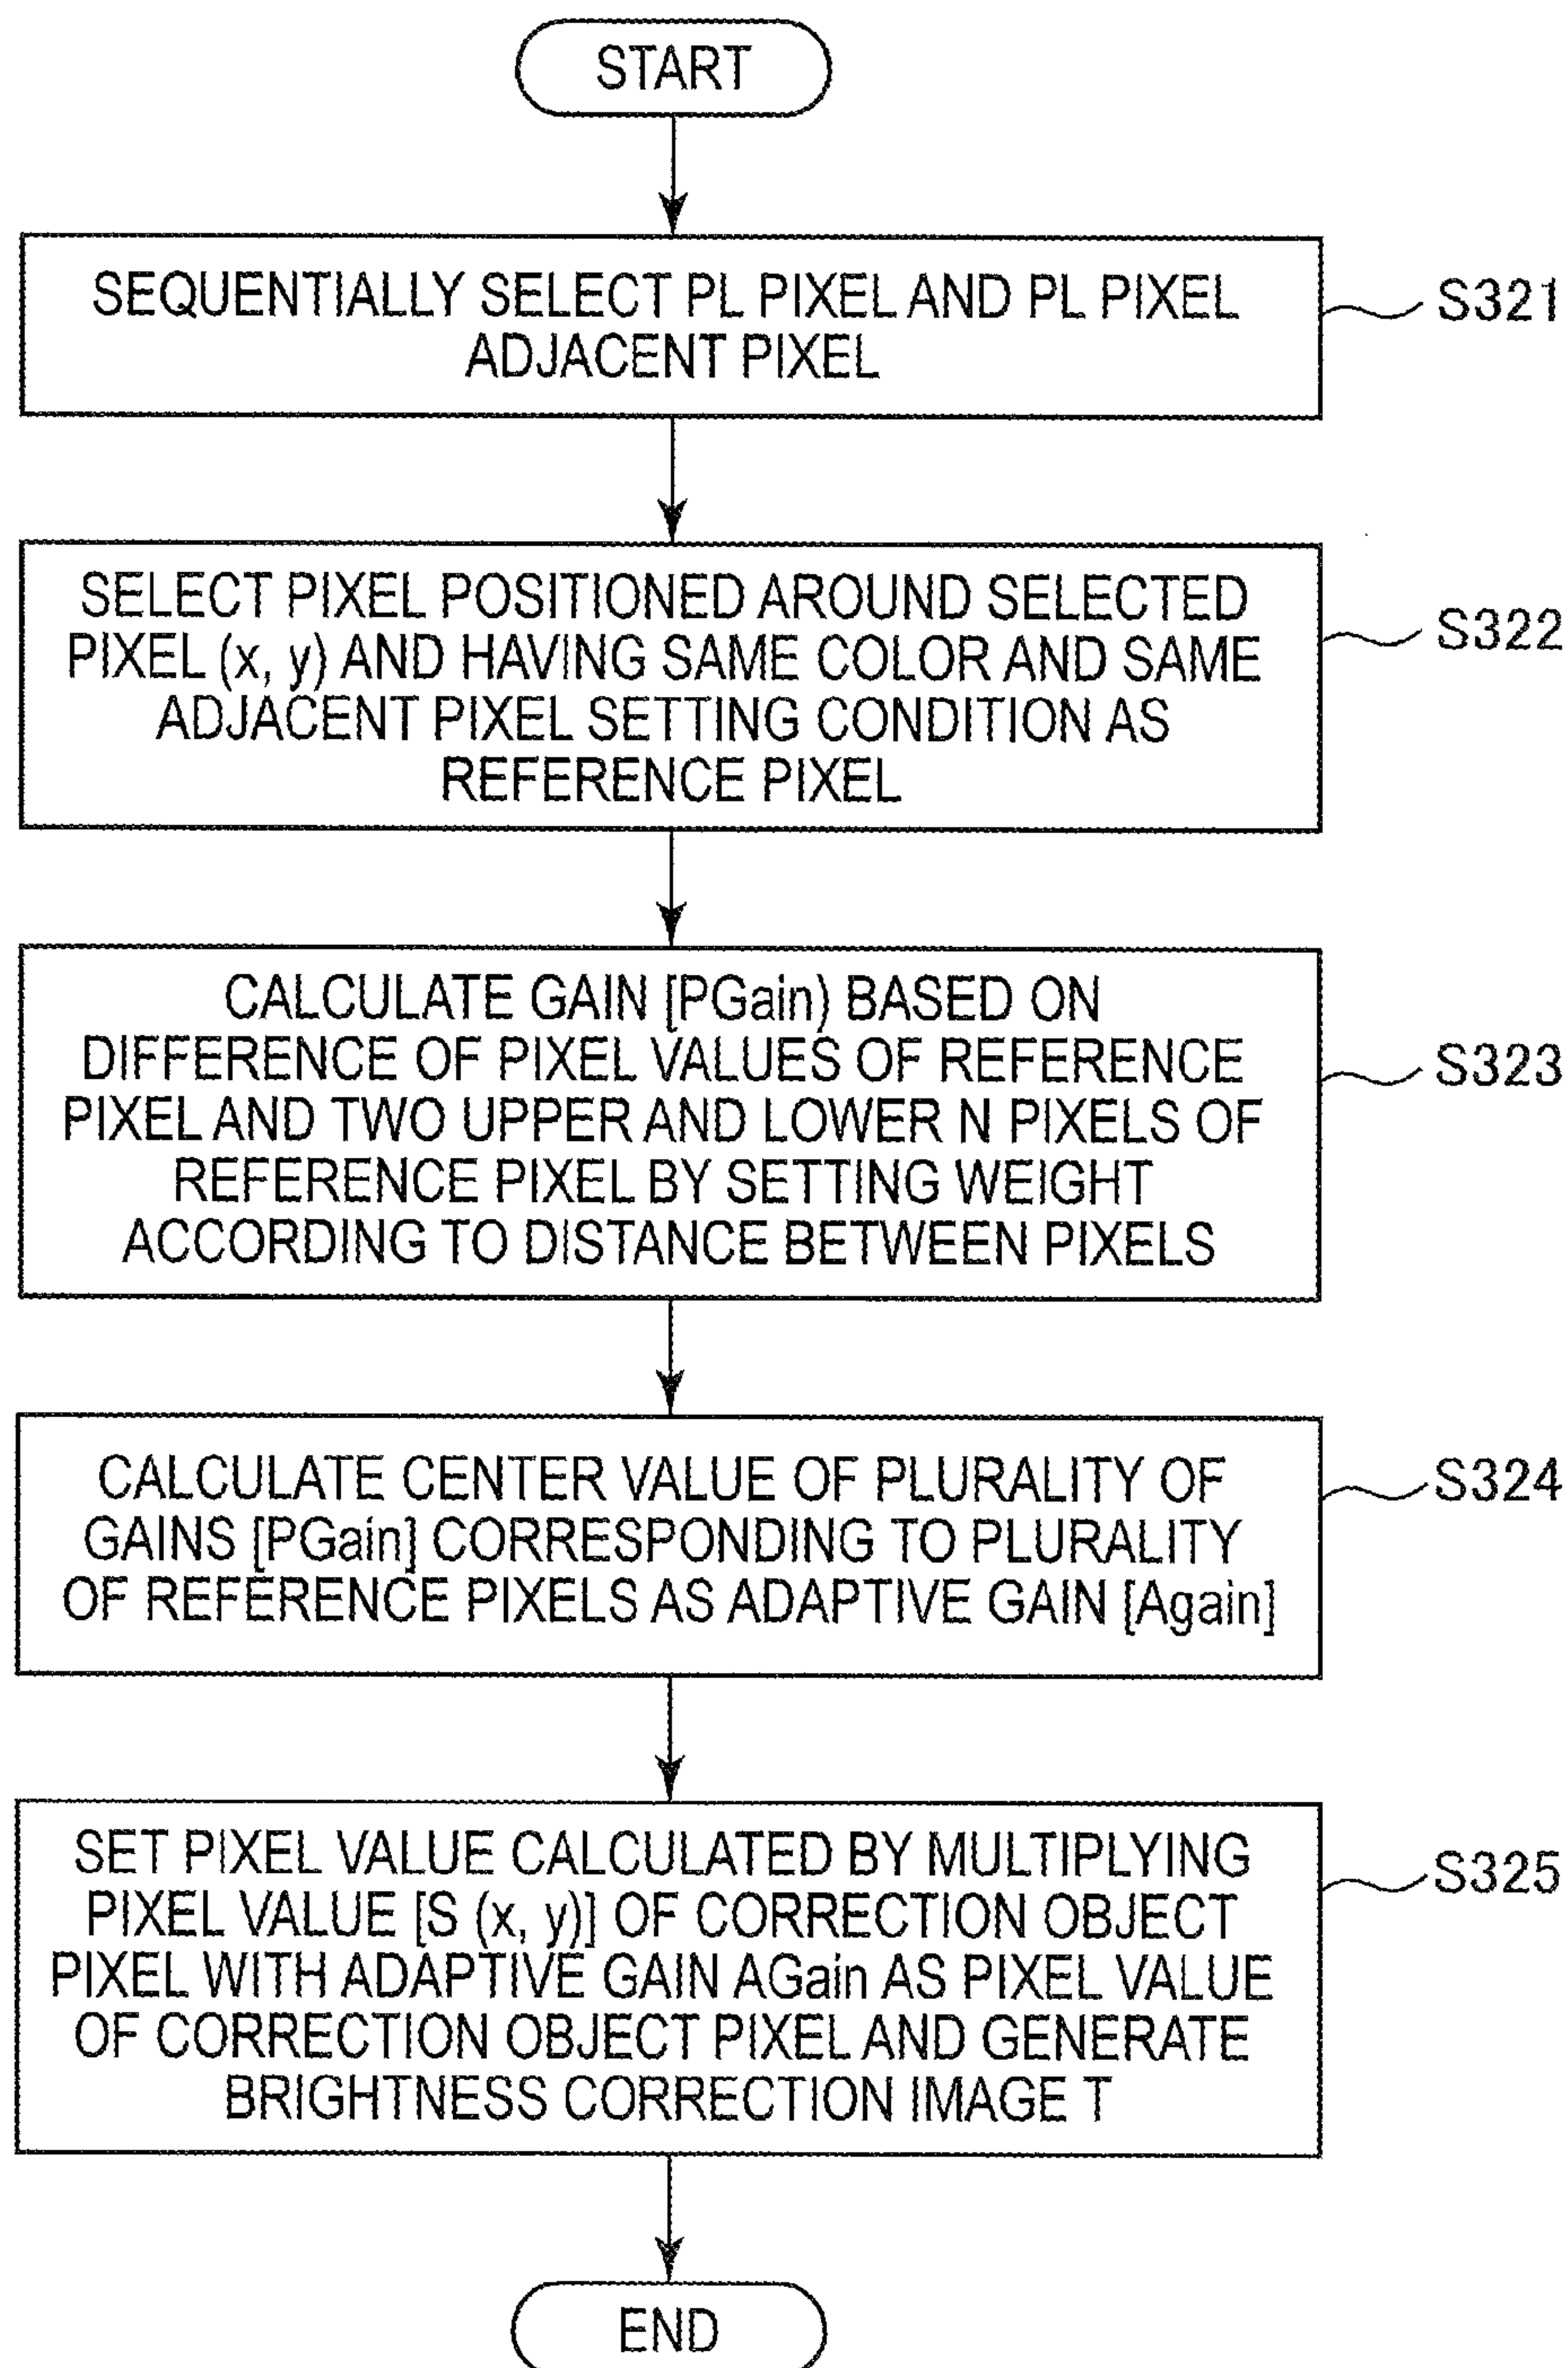 START
SEQUENTIALLY SELECT PL PIXEL AND PL PIXEL
ADJACENT PIXEL
S321
SELECT PIXEL POSITIONED AROUND SELECTED
PIXEL (x, y) AND HAVING SAME COLOR AND SAME
ADJACENT PIXEL SETTING CONDITION AS
REFERENCE PIXEL
S322
CALCULATE GAIN [PGain) BASED ON
DIFFERENCE OF PIXEL VALUES OF REFERENCE
PIXEL AND TWO UPPER AND LOWER N PIXELS OF
REFERENCE PIXEL BY SETTING WEIGHT
ACCORDING TO DISTANCE BETWEEN PIXELS
S323
CALCULATE CENTER VALUE OF PLURALITY OF
GAINS [PGain] CORRESPONDING TO PLURALITY
OF REFERENCE PIXELS AS ADAPTIVE GAIN [Again]
S324
SET PIXEL VALUE CALCULATED BY MULTIPLYING
PIXEL VALUE [S (x, y)] OF CORRECTION OBJECT
PIXEL WITH ADAPTIVE GAIN AGain AS PIXEL VALUE
OF CORRECTION OBJECT PIXEL AND GENERATE
BRIGHTNESS CORRECTION IMAGE T
S325
END